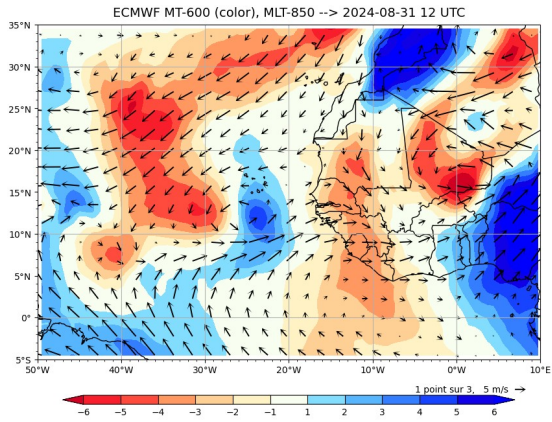 ECMWF MT-600 (color), MLT-850 --> 2024-08-31 12 UTC
35°N
30°N
25°N
20°N
15°N
10°N
5°N
0°
5°S
50°W 40°W 30°W 20°W 10°W 0°W 10°E
1 point sur 3, 5 m/s
−6 −5 −4 −3 −2 −1 1 2 3 4 5 6